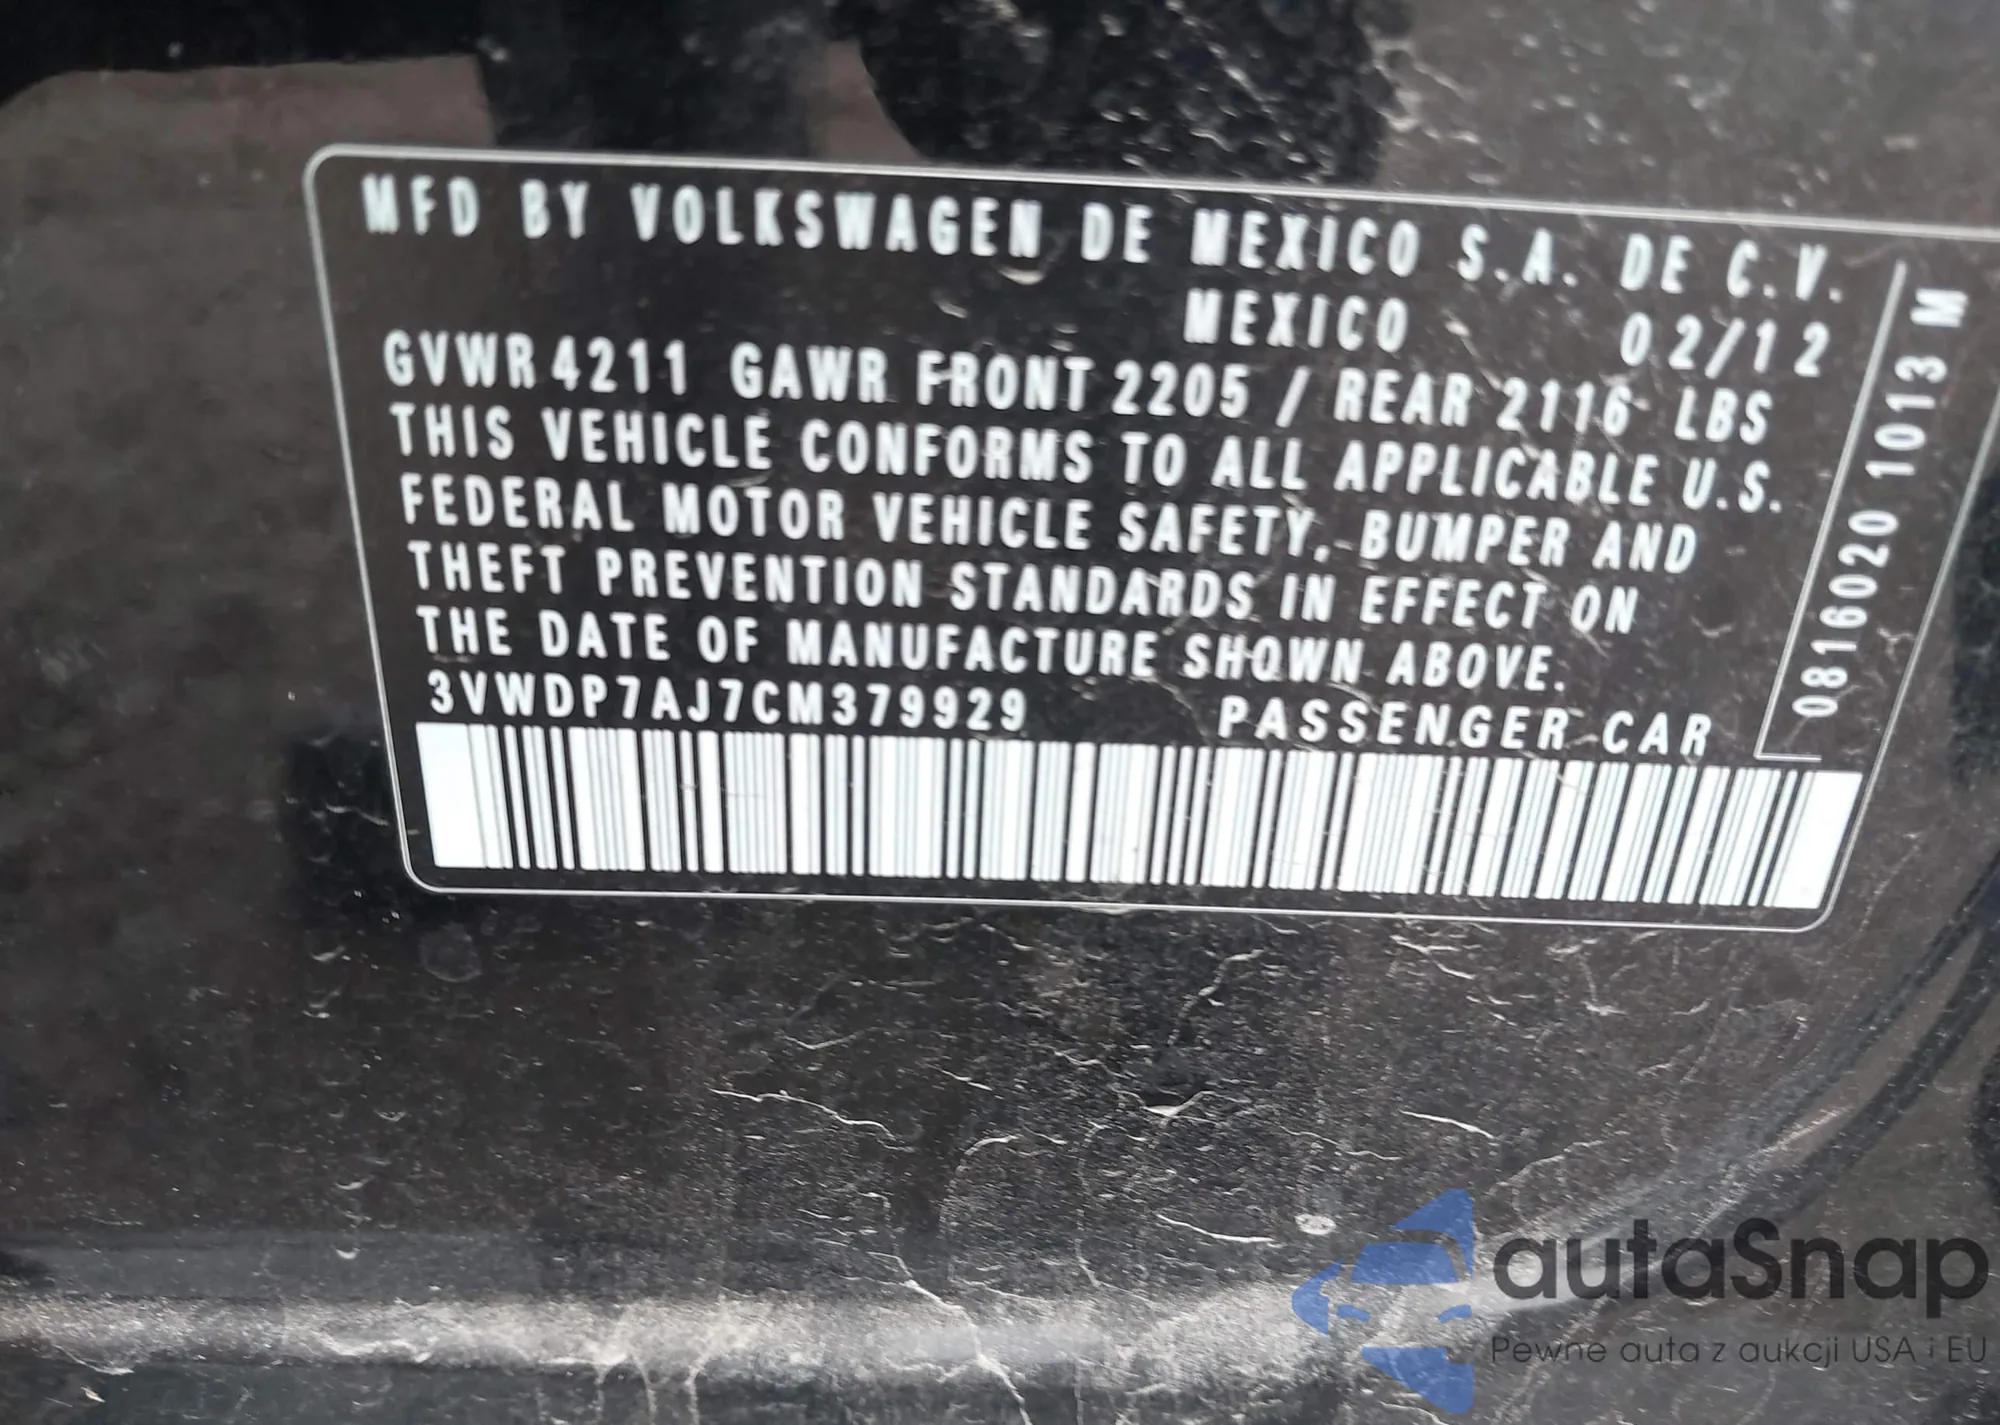 MFD BY VOLKSWAGEN DE MEXICO S.A. DE C.V.
MEXICO 02/12
GVWR 4211 GAWR FRONT 2205 / REAR 2116 LBS
THIS VEHICLE CONFORMS TO ALL APPLICABLE U.S.
FEDERAL MOTOR VEHICLE SAFETY, BUMPER AND
THEFT PREVENTION STANDARDS IN EFFECT ON
THE DATE OF MANUFACTURE SHOWN ABOVE.
3VWDP7AJ7CM379929 PASSENGER CAR
0816020 1013 M
autaSnap
Pewne auta z aukcji USA i EU